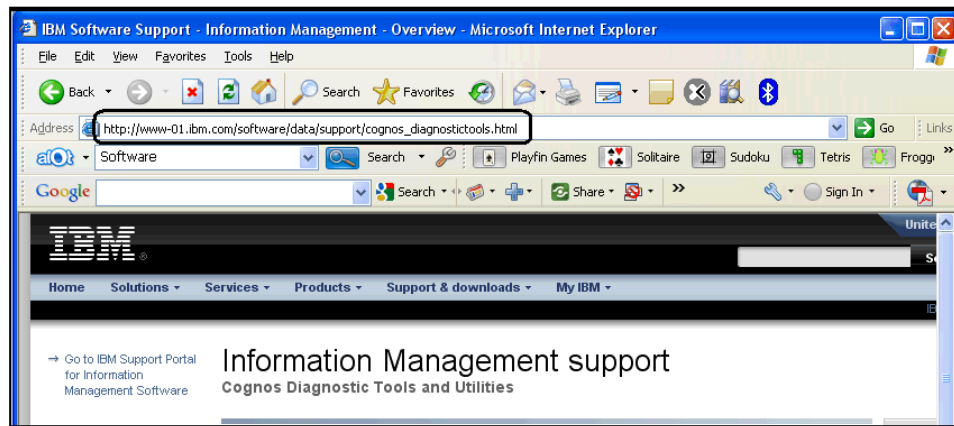 IBM Software Support - Information Management - Overview - Microsoft Internet Explorer
File Edit View Favorites Tools Help
Back Search Favorites
Address http://www-01.ibm.com/software/data/support/cognos_diagnostictools.html Go Links
Software Search Playfin Games Solitaire Sudoku Tetris Frogg »
Google Search Share » Sign In
IBM® Unite
Home Solutions Services Products Support & downloads My IBM
→ Go to IBM Support Portal
for Information
Management Software
Information Management support
Cognos Diagnostic Tools and Utilities